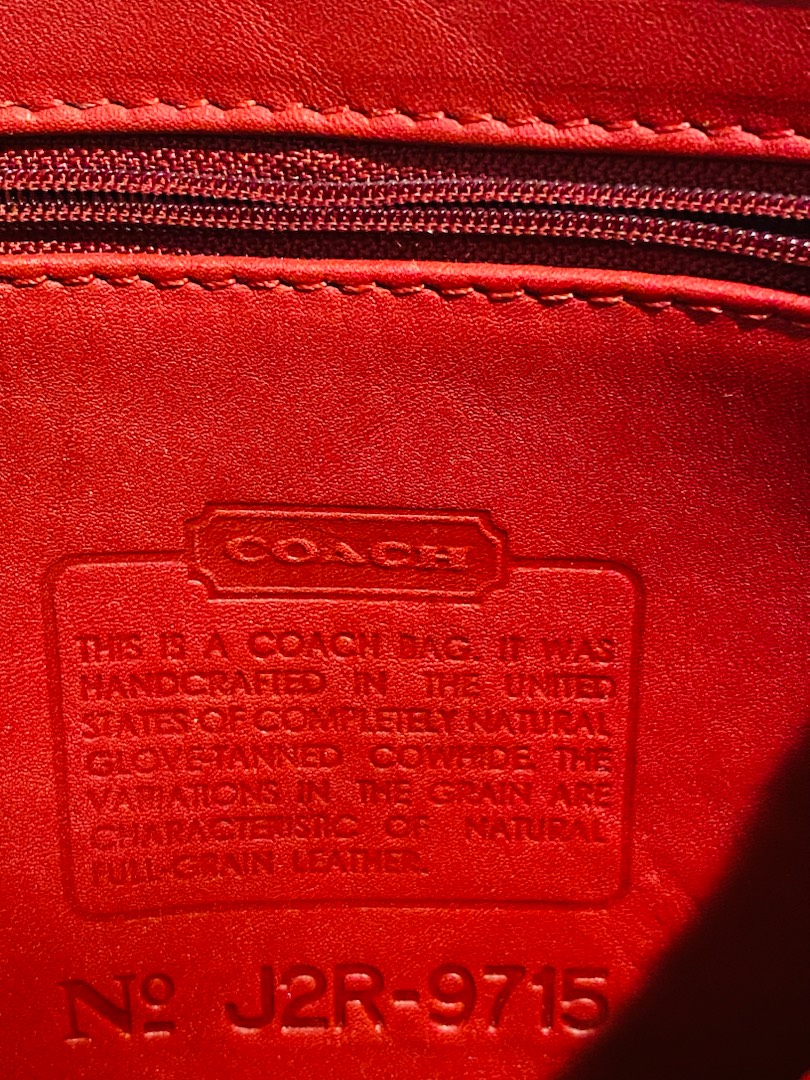 COACH
THIS IS A COACH BAG. IT WAS
HANDCRAFTED IN THE UNITED
STATES OF COMPLETELY NATURAL
GLOVE-TANNED COWHIDE. THE
VARIATIONS IN THE GRAIN ARE
CHARACTERISTIC OF NATURAL
FULL-GRAIN LEATHER.
Nº J2R-9715